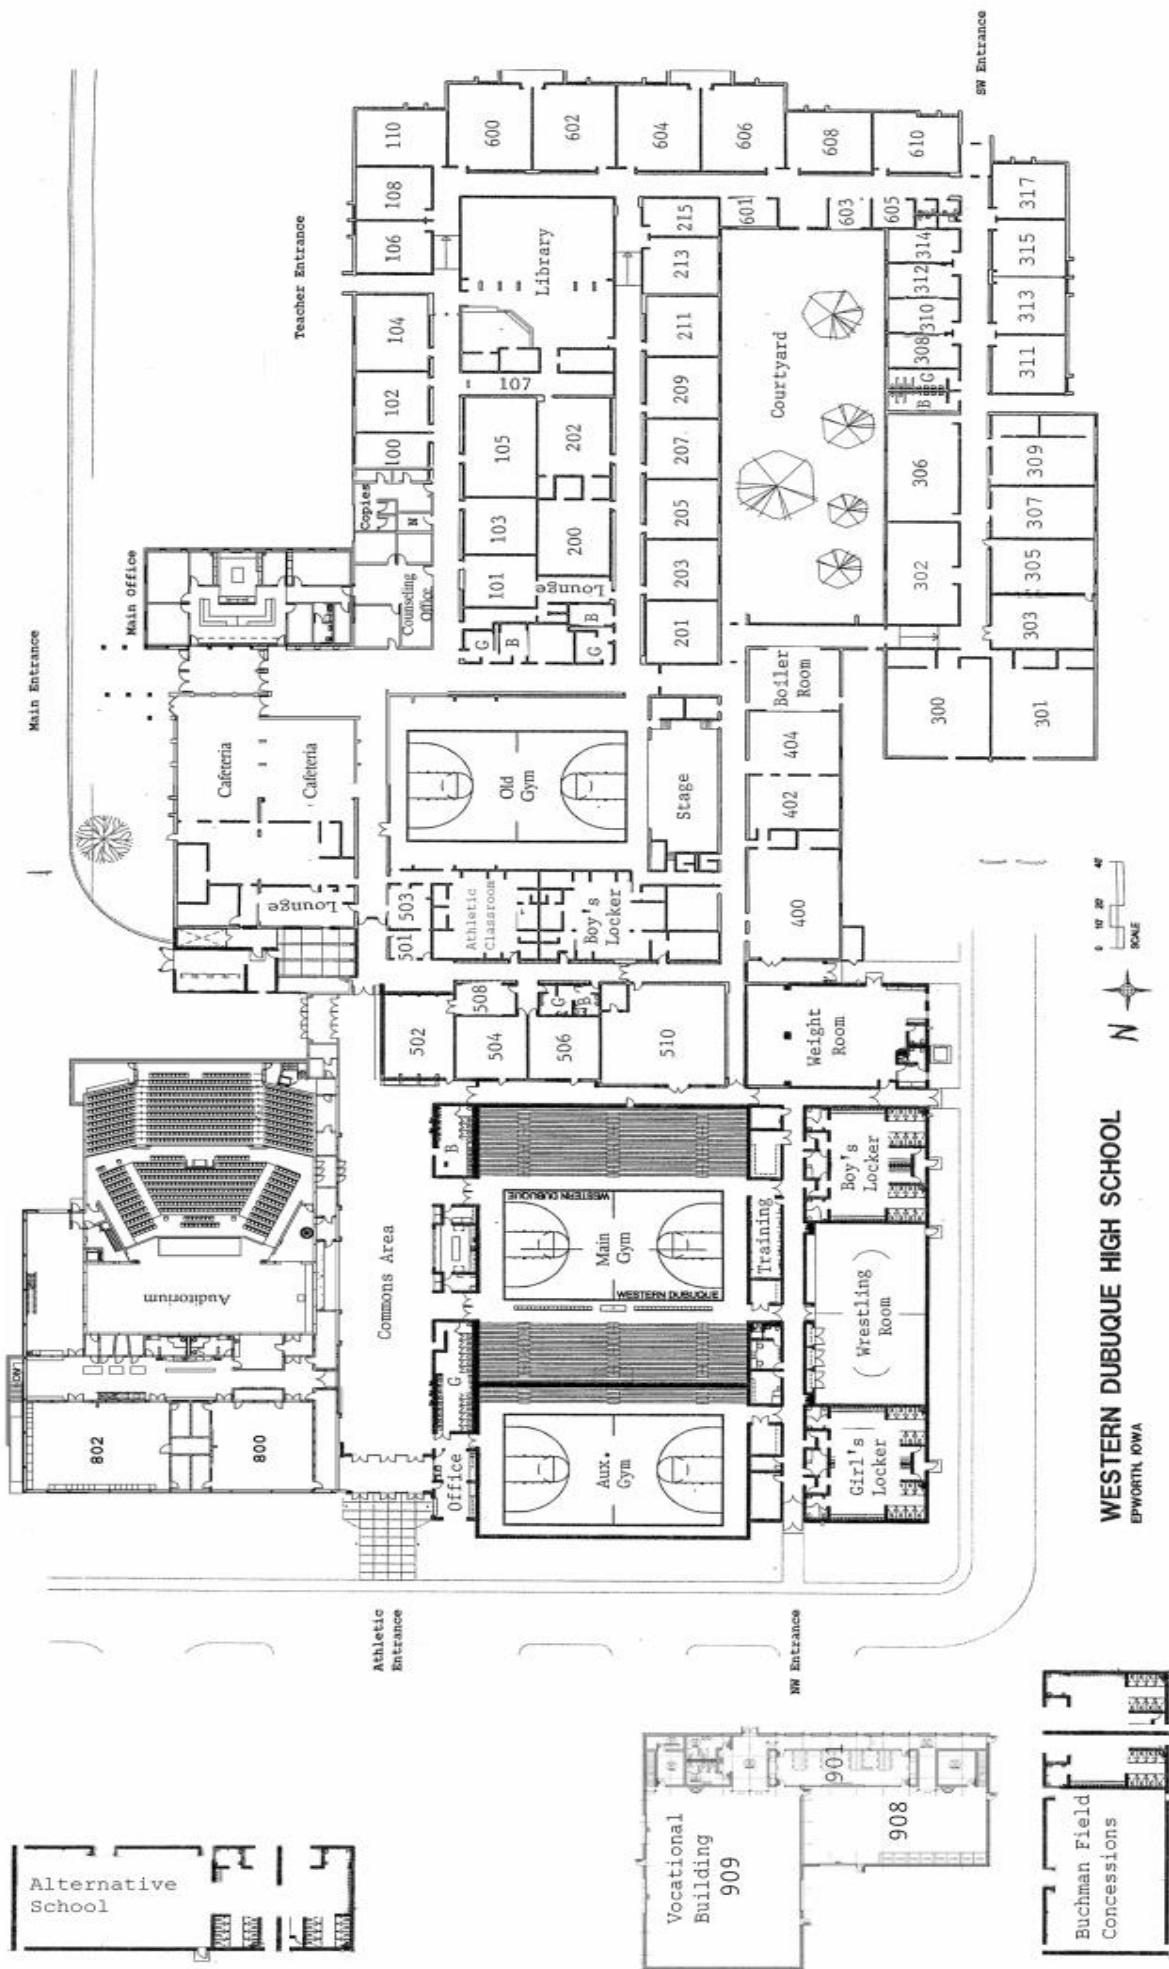 SW Entrance
Main Entrance
Main Office
Teacher Entrance
110
108
106
104
102
100
Copies
N
Counseling
Office
600
602
604
606
608
610
Library
107
105
103
101
202
200
Lounge
G
B
B
G
215
213
211
209
207
205
203
201
601
603
605
Courtyard
314
312
310
308
G
B
306
302
317
315
313
311
309
307
305
303
300
301
Cafeteria
Cafeteria
Lounge
Old
Gym
Stage
Boiler
Room
404
402
400
503
501
Athletic
Classroom
Boy's
Locker
502
508
504
506
G
B
510
Weight
Room
Auditorium
Commons Area
802
800
B
G
Office
WESTERN DUBUQUE
Main
Gym
WESTERN DUBUQUE
Training
Aux.
Gym
Boy's
Locker
( Wrestling )
Room
Girl's
Locker
Athletic
Entrance
NW Entrance
N
0 10' 20' 40'
SCALE
WESTERN DUBUQUE HIGH SCHOOL
EPWORTH, IOWA
Alternative
School
Vocational
Building
909
901
908
Buchman Field
Concessions